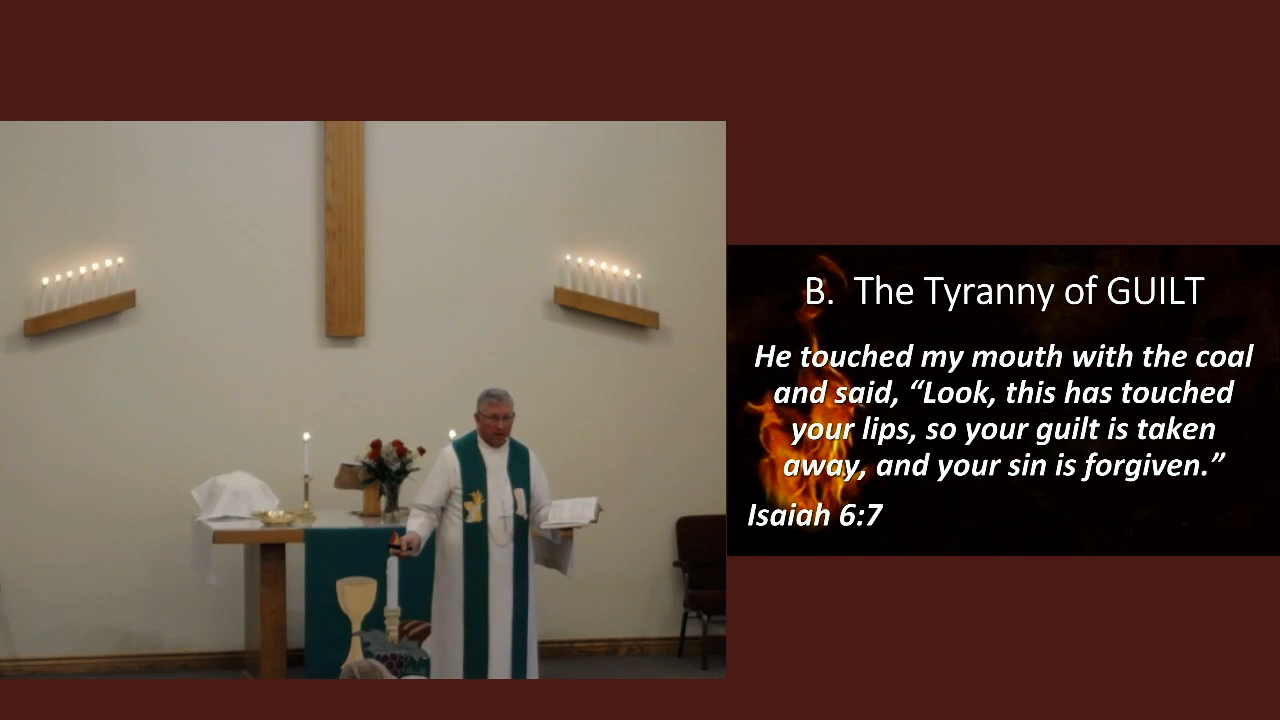 B. The Tyranny of GUILT
He touched my mouth with the coal
and said, “Look, this has touched
your lips, so your guilt is taken
away, and your sin is forgiven.”
Isaiah 6:7